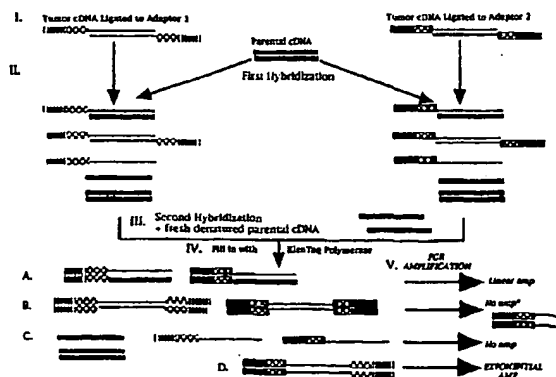 I.
Tumor cDNA Ligated to Adaptor 1
Tumor cDNA Ligated to Adaptor 2
Parental cDNA
II.
First Hybridization
III. Second Hybridization
+ fresh denatured parental cDNA
IV. Fill in with KlenTaq Polymerase
V. PCR
AMPLIFICATION
A.
Linear amp
B.
No amp*
C.
No amp
D.
EXPONENTIAL
AMP